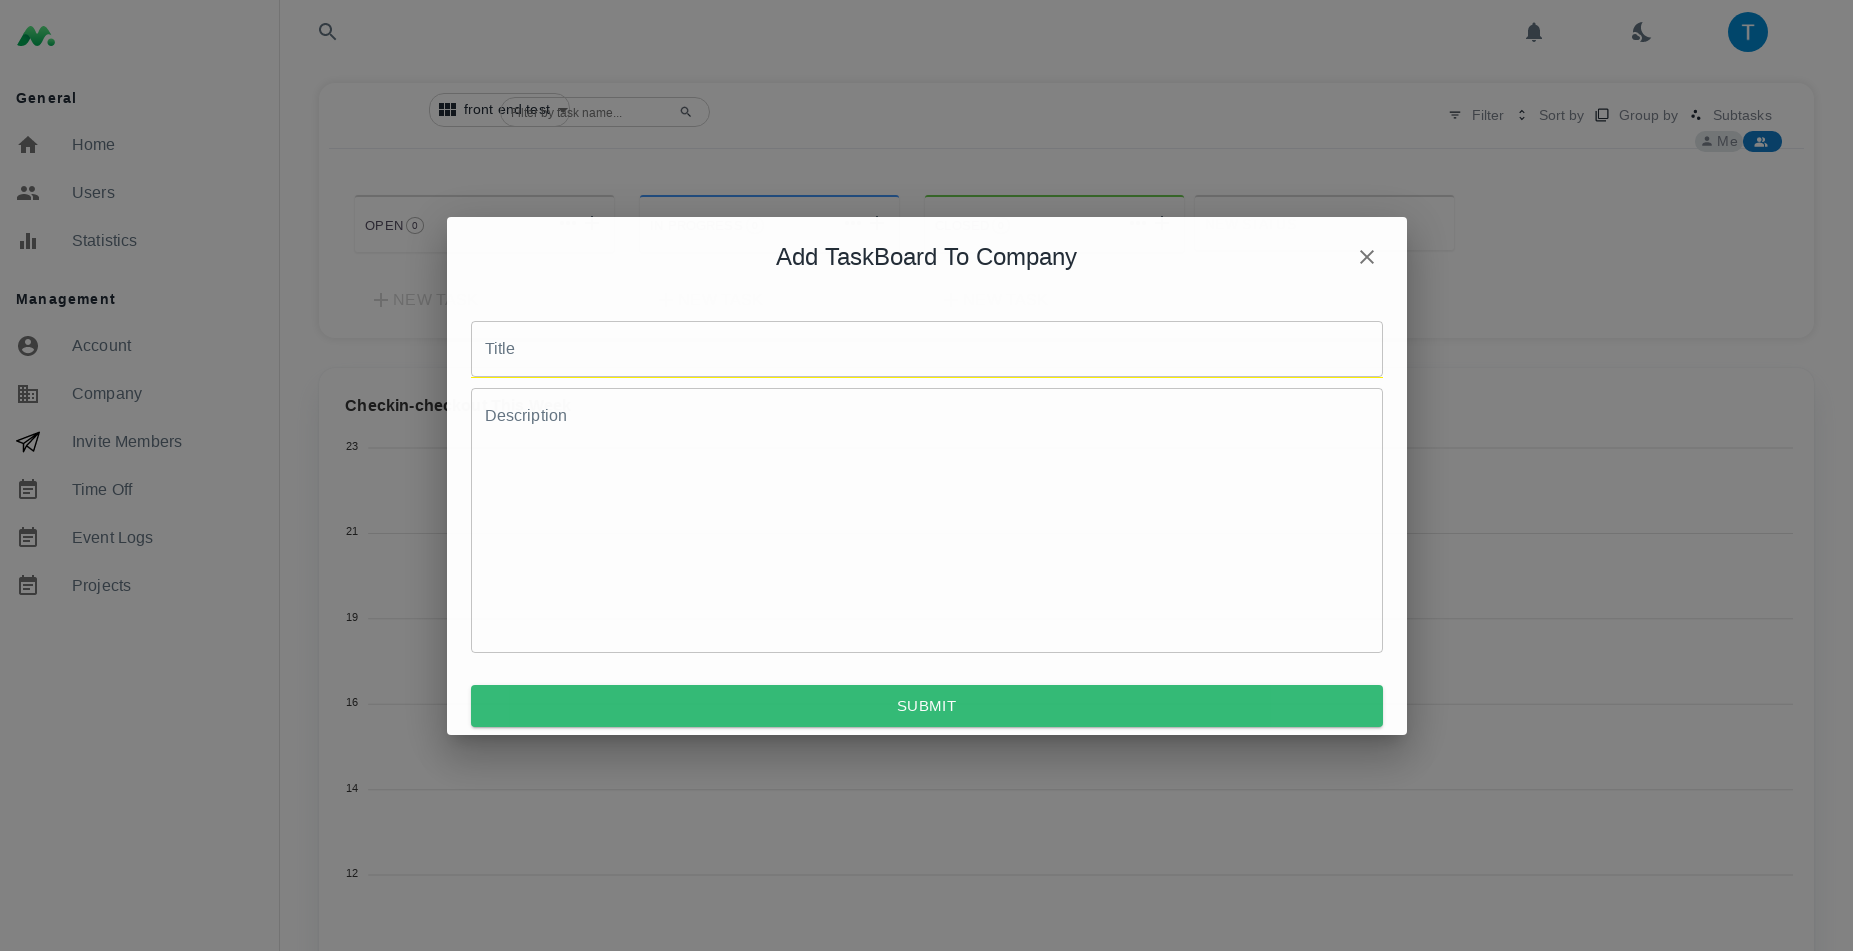 T
General
Home
Users
Statistics
Management
Account
Company
Invite Members
Time Off
Event Logs
Projects
front end test
Filter by task name...
Filter
Sort by
Group by
Subtasks
Me
OPEN 0
NEW
Add TaskBoard To Company
Title
Description
SUBMIT
23
21
19
16
14
12